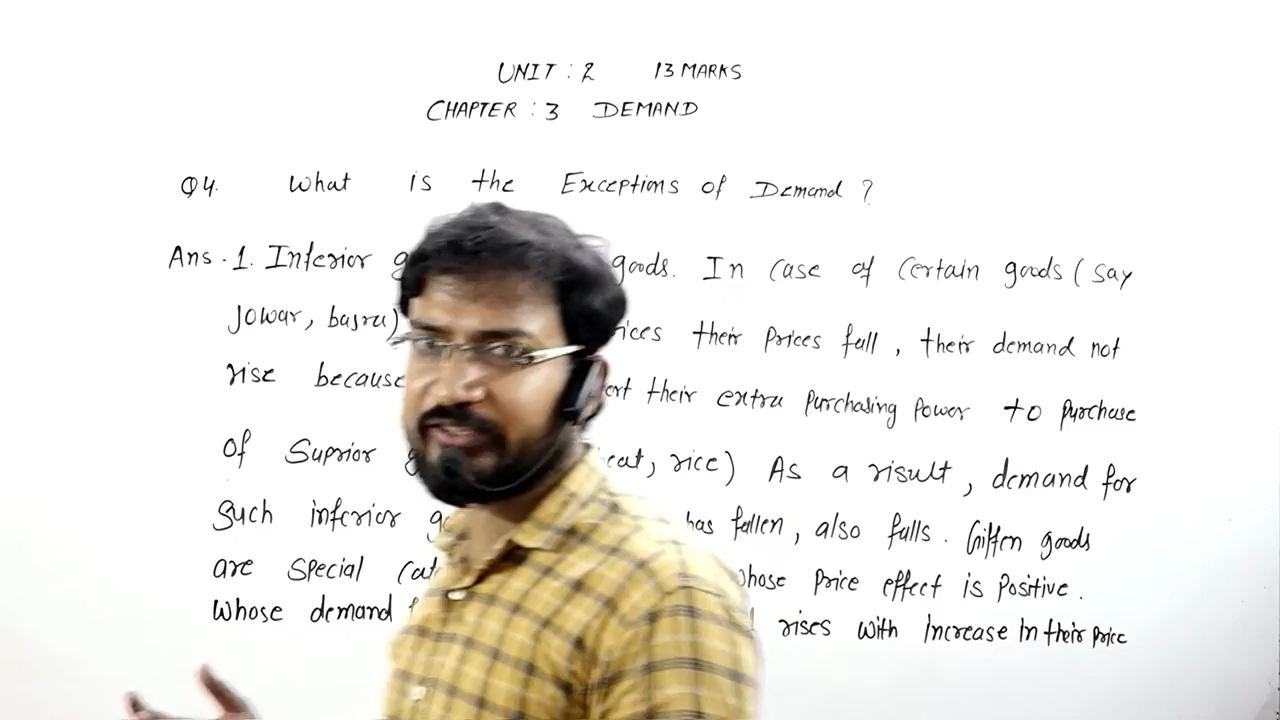 UNIT : 2 13 MARKS
CHAPTER : 3 DEMAND
Q4. What is the Exceptions of Demand ?
Ans . 1. Inferior goods. In Case of Certain goods ( Say
Jowar, bajra) their Prices fall , their demand not
rise because their extra Purchasing Power to Purchase
Of Suprior rice) As a risult , demand for
Such inferior has fallen , also falls . Giffen goods
are Special whose Price effect is Positive .
Whose demand rises with Increase In their Price